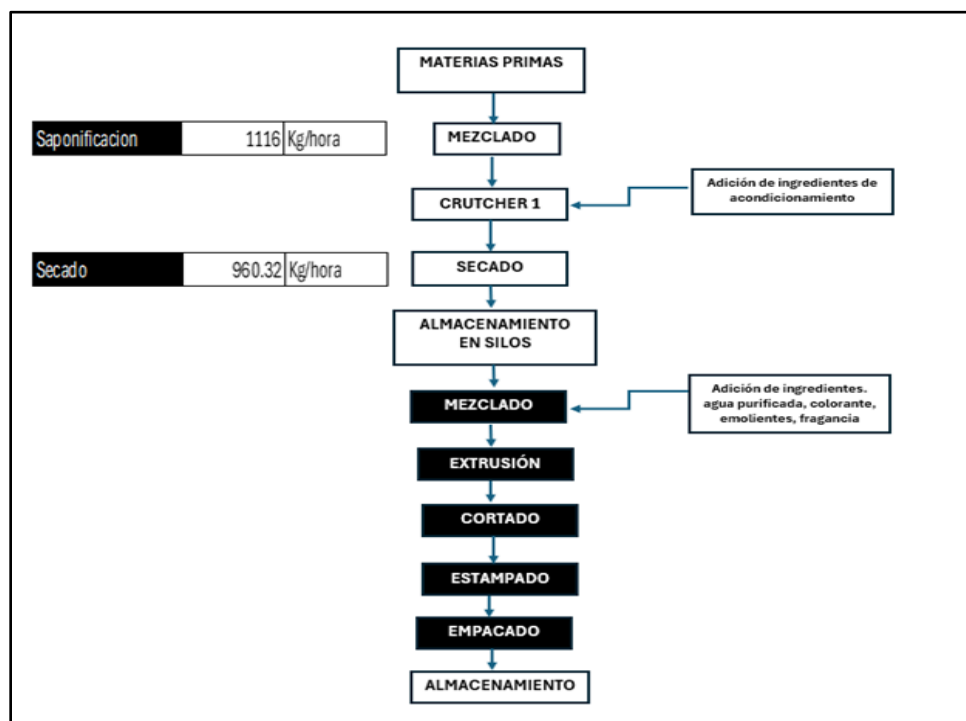 MATERIAS PRIMAS
Saponificacion 1116 Kg/hora
MEZCLADO
CRUTCHER 1
Adición de ingredientes de
acondicionamiento
Secado 960.32 Kg/hora
SECADO
ALMACENAMIENTO
EN SILOS
MEZCLADO
Adición de ingredientes.
agua purificada, colorante,
emolientes, fragancia
EXTRUSIÓN
CORTADO
ESTAMPADO
EMPACADO
ALMACENAMIENTO